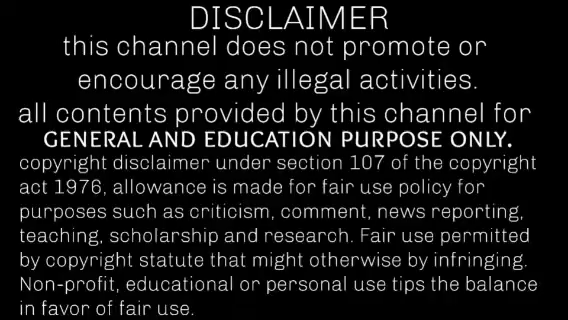 DISCLAIMER
this channel does not promote or
encourage any illegal activities.
all contents provided by this channel for
GENERAL AND EDUCATION PURPOSE ONLY.
copyright disclaimer under section 107 of the copyright
act 1976, allowance is made for fair use policy for
purposes such as criticism, comment, news reporting,
teaching, scholarship and research. Fair use permitted
by copyright statute that might otherwise by infringing.
Non-profit, educational or personal use tips the balance
in favor of fair use.